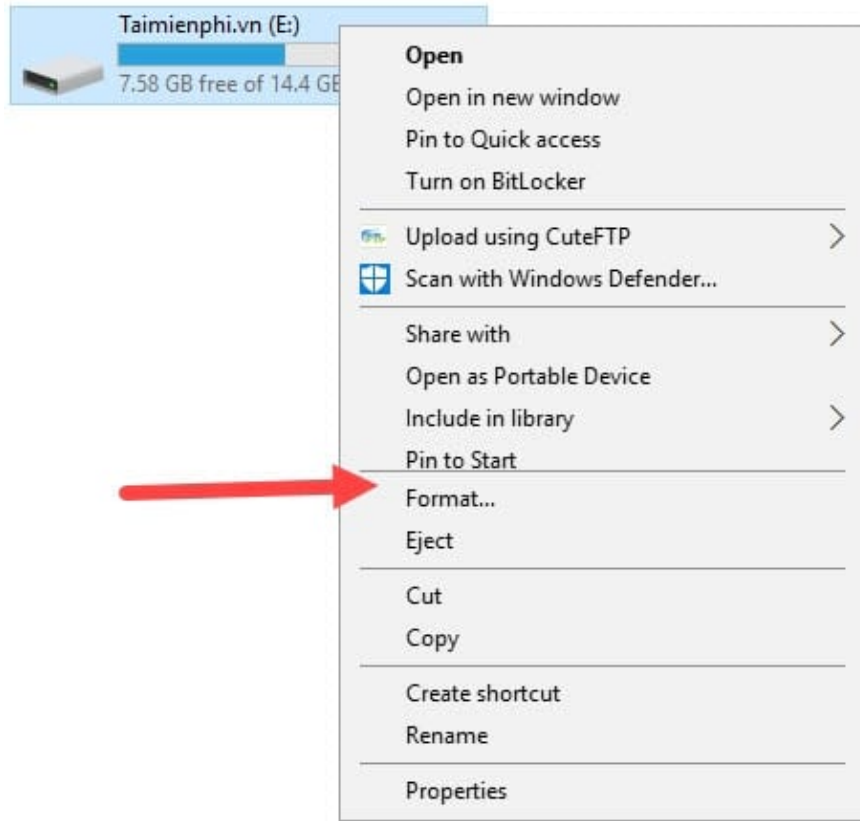 Taimienphi.vn (E:)
7.58 GB free of 14.4 GB
Open
Open in new window
Pin to Quick access
Turn on BitLocker
Upload using CuteFTP
Scan with Windows Defender...
Share with
Open as Portable Device
Include in library
Pin to Start
Format...
Eject
Cut
Copy
Create shortcut
Rename
Properties